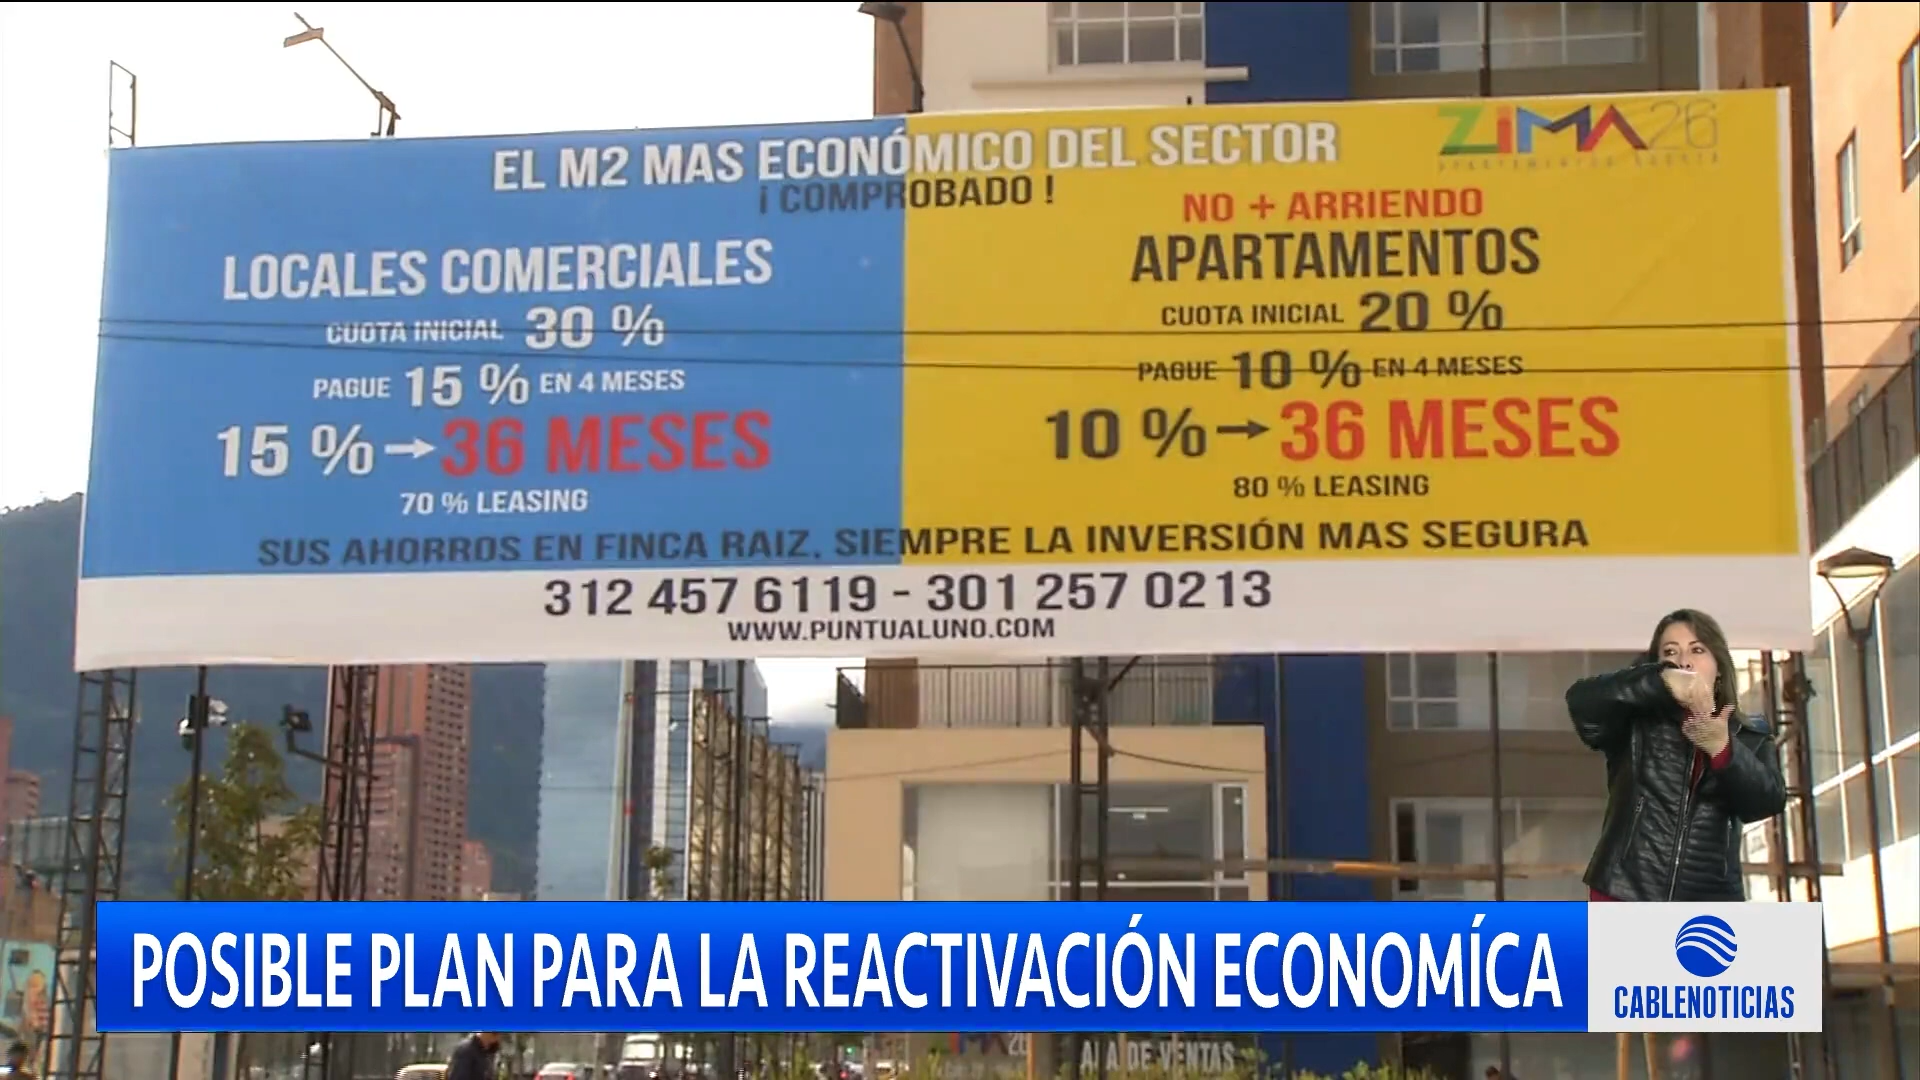 EL M2 MAS ECONÓMICO DEL SECTOR
¡ COMPROBADO !
ZIMA26
LOCALES COMERCIALES
CUOTA INICIAL 30 %
PAGUE 15 % EN 4 MESES
15 % → 36 MESES
70 % LEASING
NO + ARRIENDO
APARTAMENTOS
CUOTA INICIAL 20 %
PAGUE 10 % EN 4 MESES
10 % → 36 MESES
80 % LEASING
SUS AHORROS EN FINCA RAIZ, SIEMPRE LA INVERSIÓN MAS SEGURA
312 457 6119 - 301 257 0213
WWW.PUNTUALUNO.COM
POSIBLE PLAN PARA LA REACTIVACIÓN ECONOMÍCA
CABLENOTICIAS
DE VENTAS